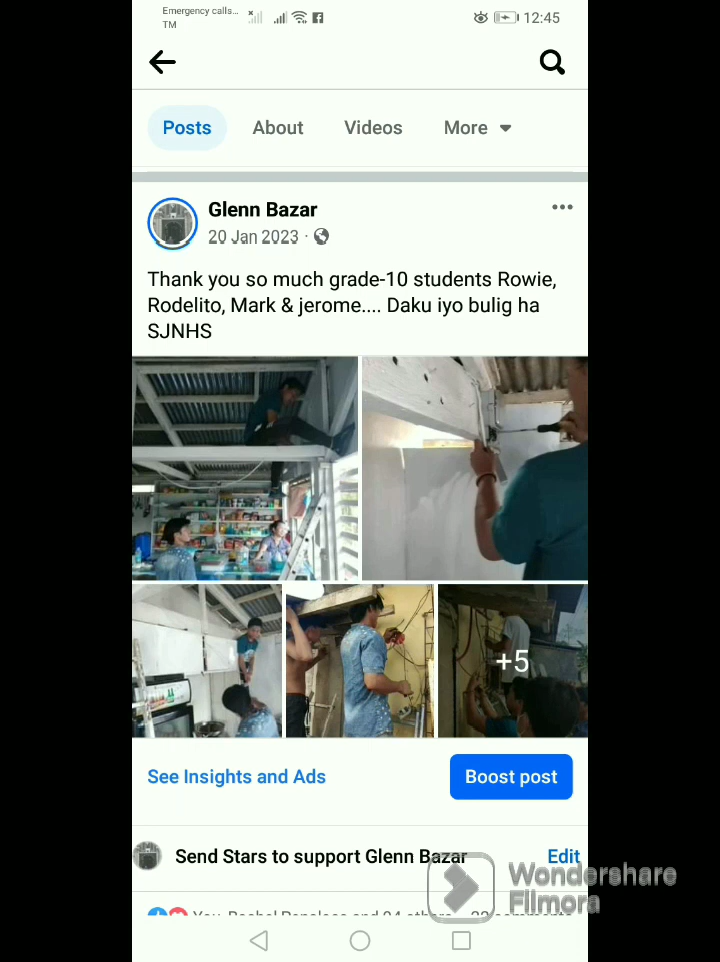 Emergency calls...
TM
12:45
Posts
About
Videos
More
Glenn Bazar
20 Jan 2023 ·
Thank you so much grade-10 students Rowie,
Rodelito, Mark & jerome.... Daku iyo bulig ha
SJNHS
+5
See Insights and Ads
Boost post
Send Stars to support Glenn Bazar
Edit
Wondershare
Filmora